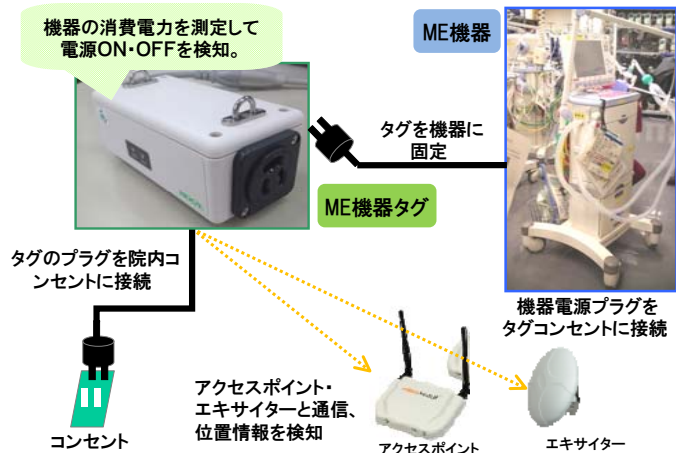 機器の消費電力を測定して
電源ON・OFFを検知。
ME機器
タグを機器に
固定
ME機器タグ
タグのプラグを院内コ
ンセントに接続
機器電源プラグを
タグコンセントに接続
アクセスポイント・
エキサイターと通信、
位置情報を検知
コンセント
アクセスポイント
エキサイター